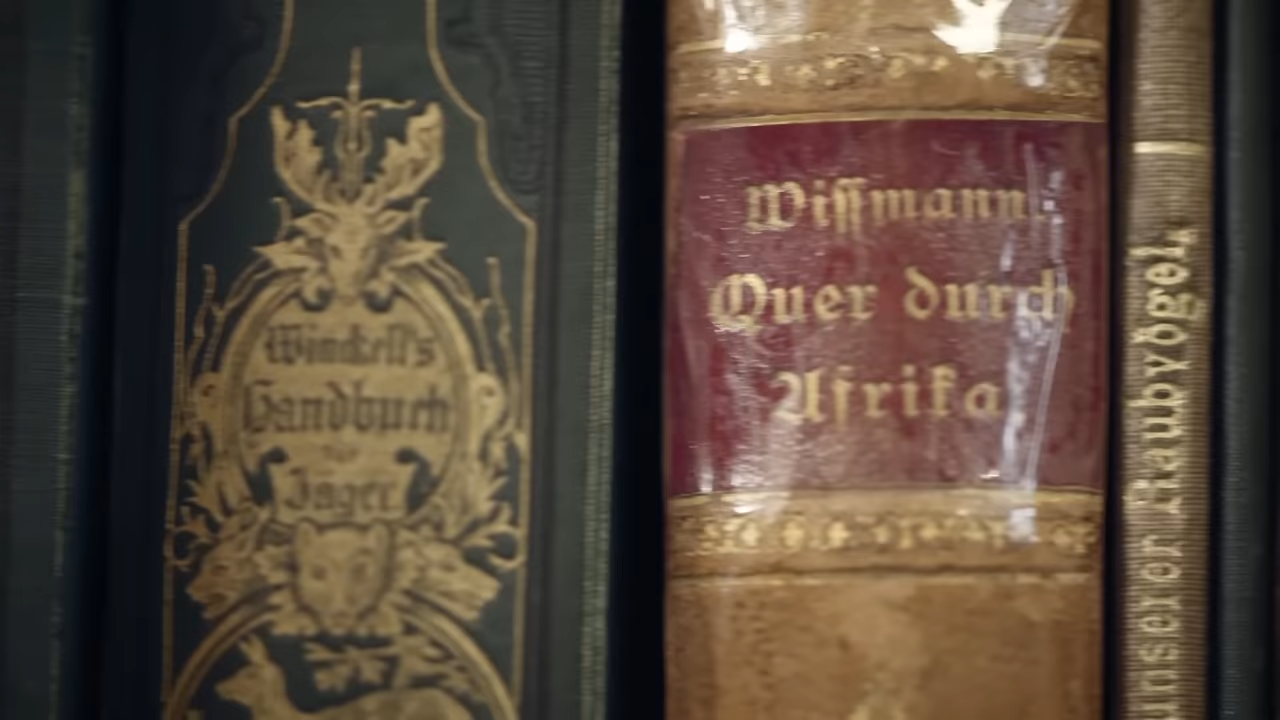 Winckell's
Handbuch
Jäger
Wissmann.
Quer durch
Afrika
unserer Raubvögel.